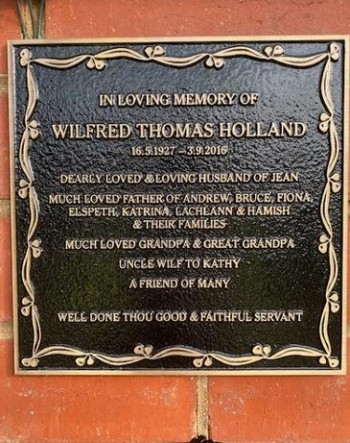 IN LOVING MEMORY OF
WILFRED THOMAS HOLLAND
16.5.1927 – 3.9.2016
DEARLY LOVED & LOVING HUSBAND OF JEAN
MUCH LOVED FATHER OF ANDREW, BRUCE, FIONA,
ELSPETH, KATRINA, LACHLANN & HAMISH
& THEIR FAMILIES
MUCH LOVED GRANDPA & GREAT GRANDPA
UNCLE WILF TO KATHY
A FRIEND OF MANY
WELL DONE THOU GOOD & FAITHFUL SERVANT